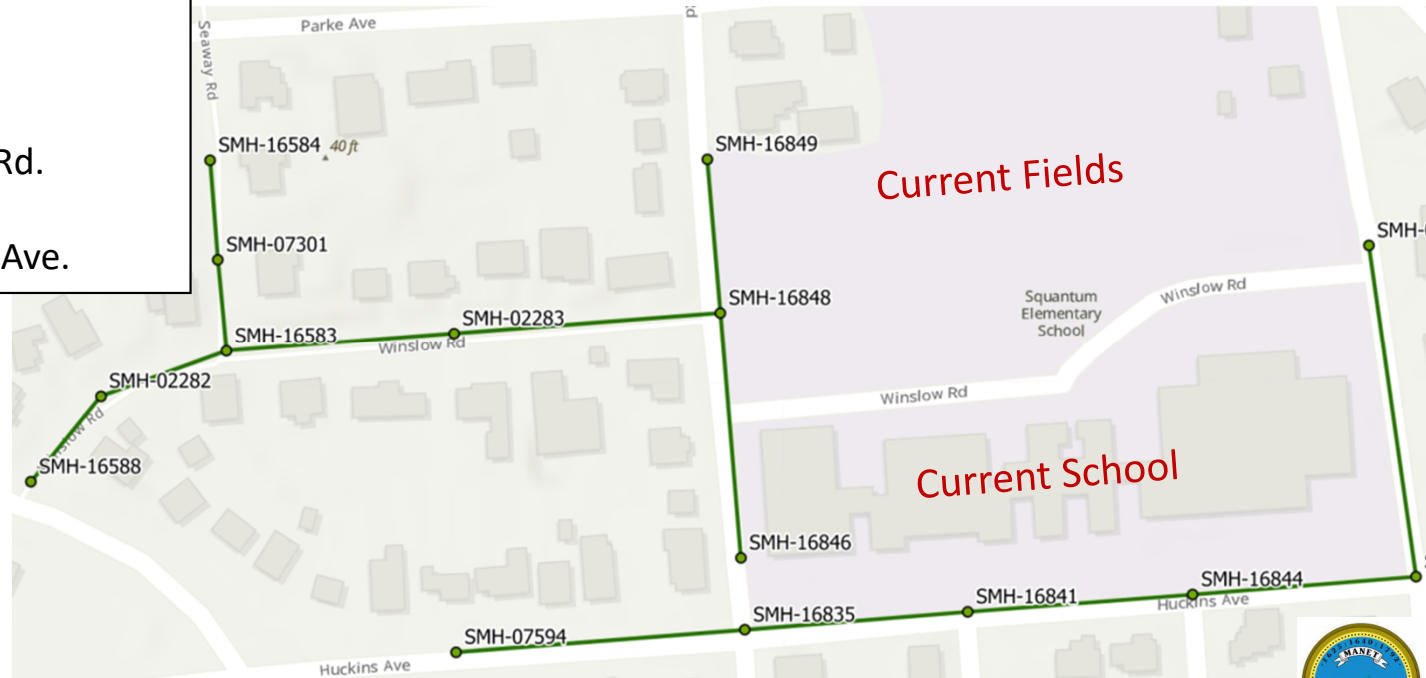 Rd.
Ave.
Parke Ave
Seaway Rd
SMH-16584
40 ft
SMH-16849
Current Fields
SMH-07301
SMH-
SMH-16848
Squantum
Elementary
School
Winslow Rd
SMH-02283
SMH-16583
Winslow Rd
SMH-02282
Winslow Rd
SMH-16588
Current School
SMH-16846
SMH-16844
SMH-16841
Huckins Ave
SMH-16835
SMH-07594
Huckins Ave
MANET